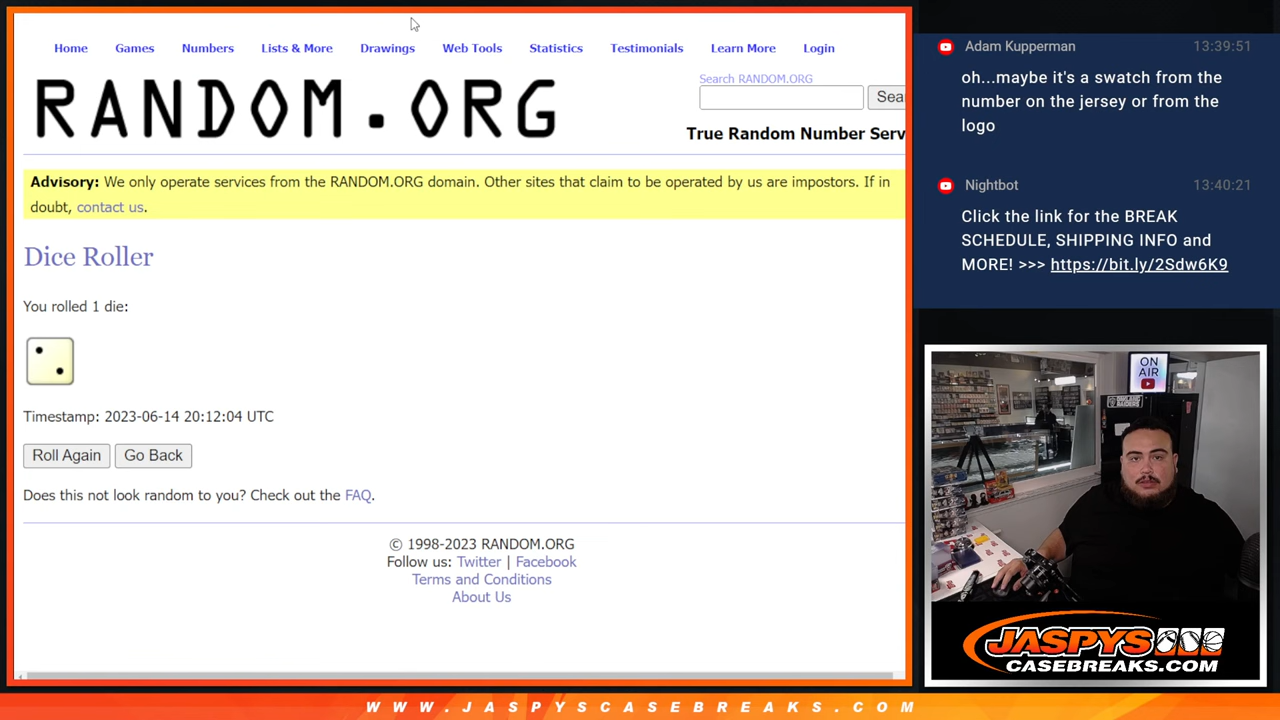 Home Games Numbers Lists & More Drawings Web Tools Statistics Testimonials Learn More Login
RANDOM.ORG
Search RANDOM.ORG
Sea
True Random Number Serv
Advisory: We only operate services from the RANDOM.ORG domain. Other sites that claim to be operated by us are impostors. If in
doubt, contact us.
Dice Roller
You rolled 1 die:
Timestamp: 2023-06-14 20:12:04 UTC
Roll Again Go Back
Does this not look random to you? Check out the FAQ.
© 1998-2023 RANDOM.ORG
Follow us: Twitter | Facebook
Terms and Conditions
About Us
Adam Kupperman 13:39:51
oh...maybe it's a swatch from the
number on the jersey or from the
logo
Nightbot 13:40:21
Click the link for the BREAK
SCHEDULE, SHIPPING INFO and
MORE! >>> https://bit.ly/2Sdw6K9
ON
AIR
JASPYS
CASEBREAKS.COM
WWW.JASPYSCASEBREAKS.COM